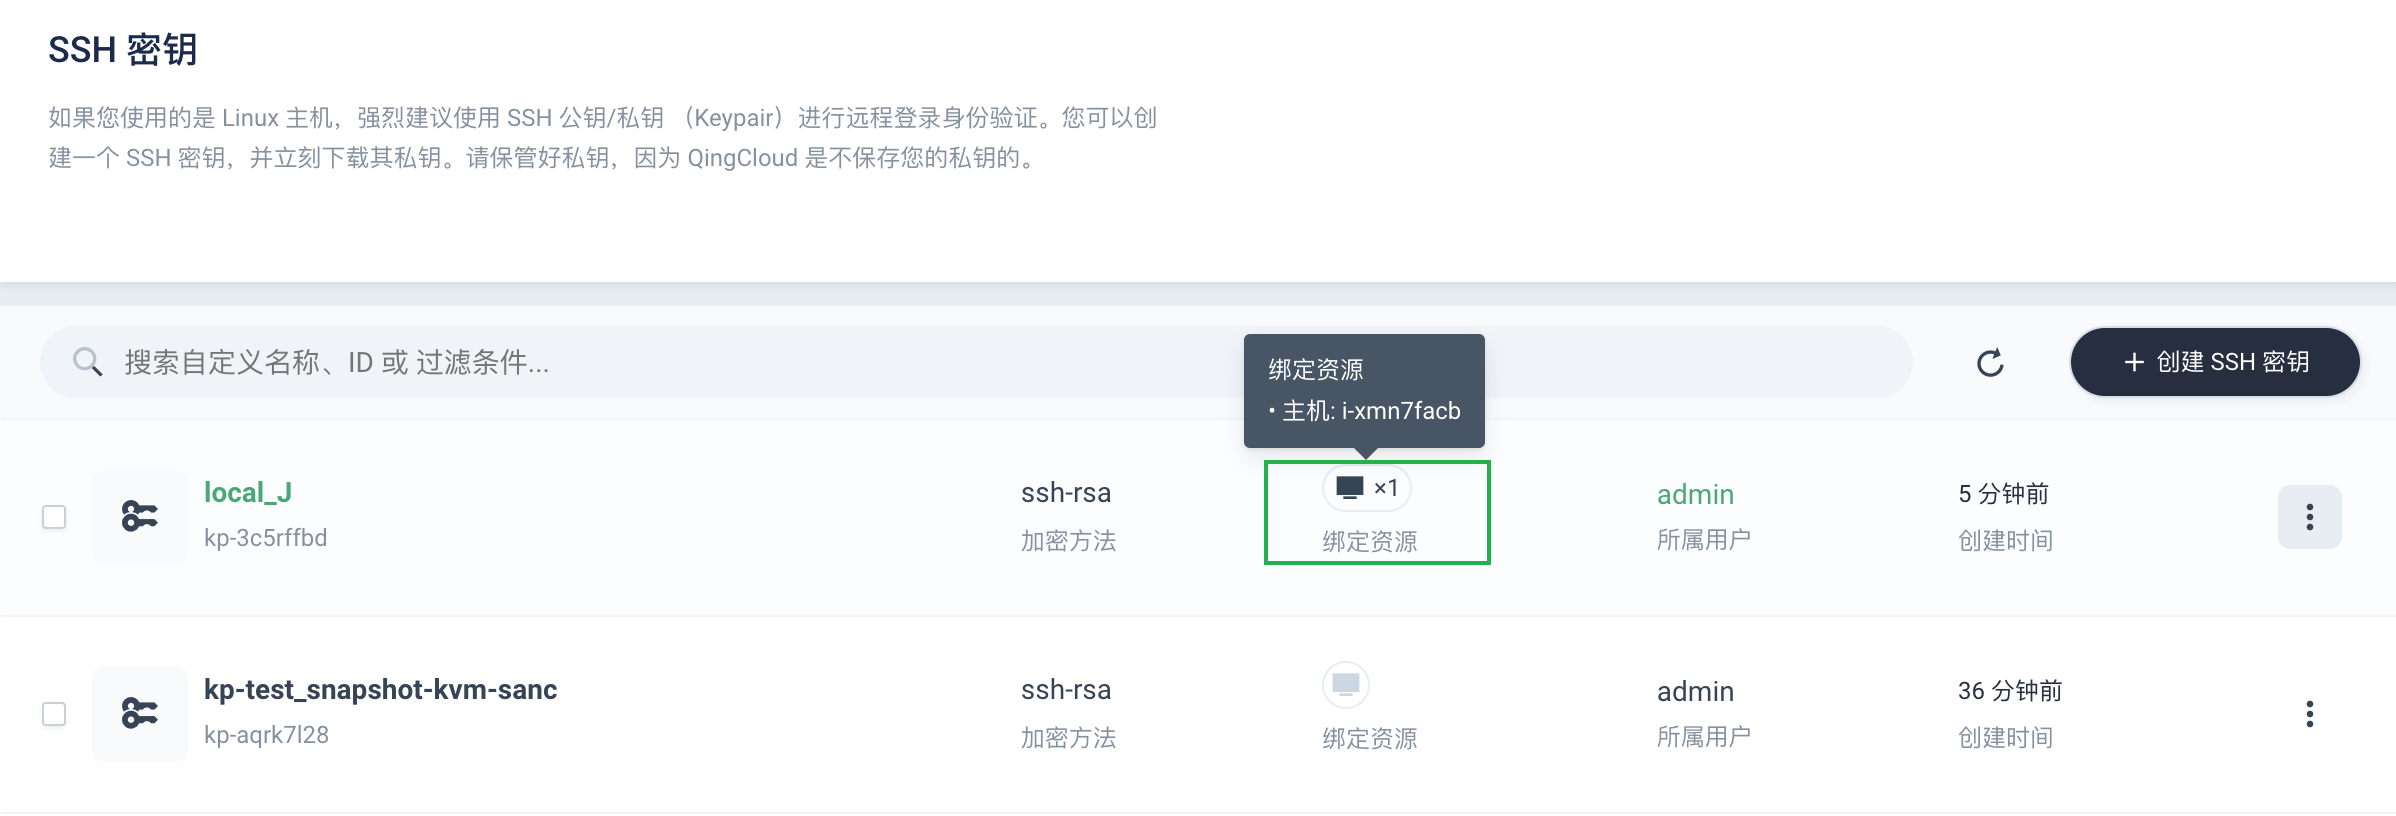 SSH 密钥
如果您使用的是 Linux 主机，强烈建议使用 SSH 公钥/私钥 （Keypair）进行远程登录身份验证。您可以创
建一个 SSH 密钥，并立刻下载其私钥。请保管好私钥，因为 QingCloud 是不保存您的私钥的。
搜索自定义名称、ID 或 过滤条件...
创建 SSH 密钥
绑定资源
• 主机: i-xmn7facb
local_J
kp-3c5rffbd
ssh-rsa
加密方法
×1
绑定资源
admin
所属用户
5 分钟前
创建时间
kp-test_snapshot-kvm-sanc
kp-aqrk7l28
ssh-rsa
加密方法
绑定资源
admin
所属用户
36 分钟前
创建时间